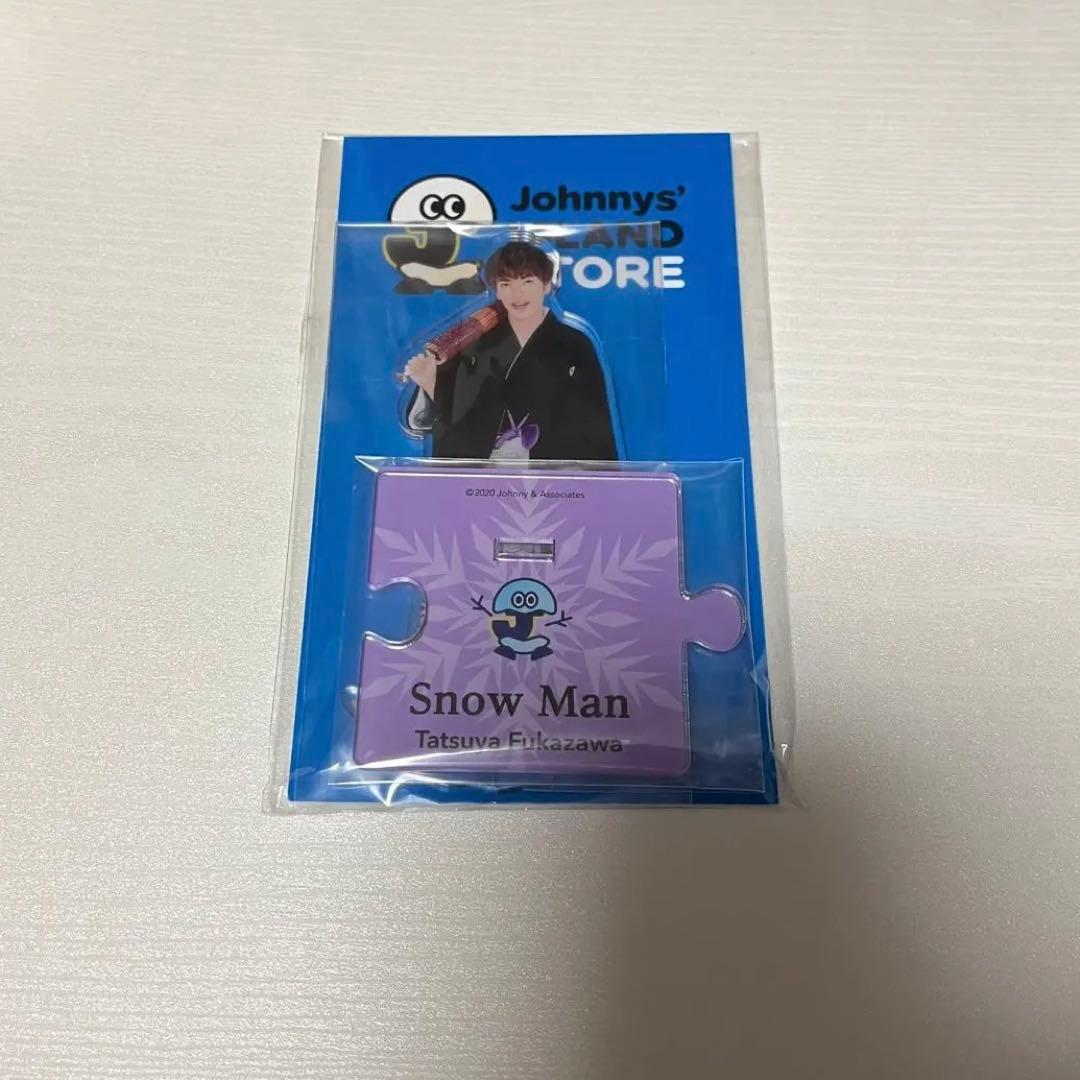 Johnnys'
LAND
TORE
©2020 Johnny & Associates
J
Snow Man
Tatsuya Fukazawa